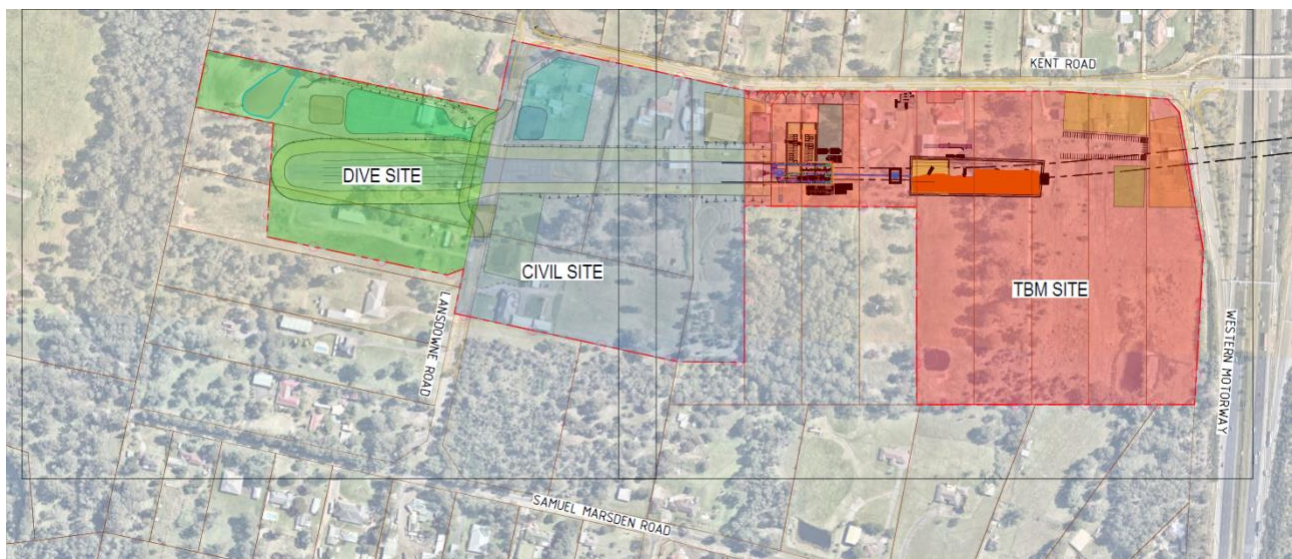 KENT ROAD
DIVE SITE
CIVIL SITE
TBM SITE
LANSDOWNE ROAD
WESTERN MOTORWAY
SAMUEL MARSDEN ROAD